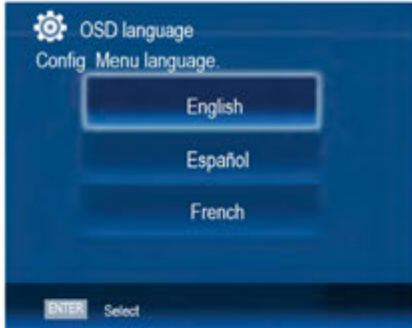 OSD language
Config Menu language.
English
Español
French
ENTER Select